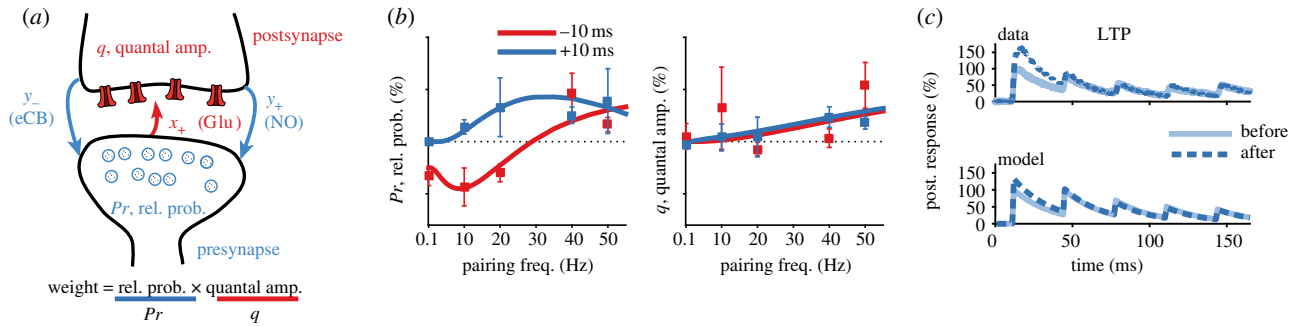 (a)
q, quantal amp.
postsynapse
y–
(eCB)
x+
(Glu)
y+
(NO)
Pr, rel. prob.
presynapse
weight = rel. prob. × quantal amp.
Pr
q
(b)
–10 ms
+10 ms
Pr, rel. prob. (%)
0.1 10 20 30 40 50
pairing freq. (Hz)
q, quantal amp. (%)
0.1 10 20 30 40 50
pairing freq. (Hz)
(c)
data
LTP
150
100
50
0
before
after
model
150
100
50
0
post. response (%)
0 50 100 150
time (ms)